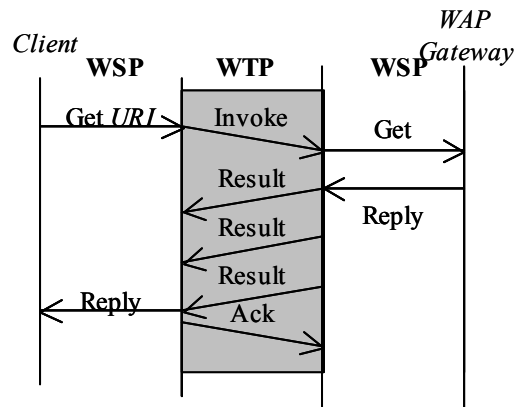 WAP
Client
Gateway
WSP
WTP
WSP
Get URI
Invoke
Get
Result
Reply
Result
Result
Reply
Ack